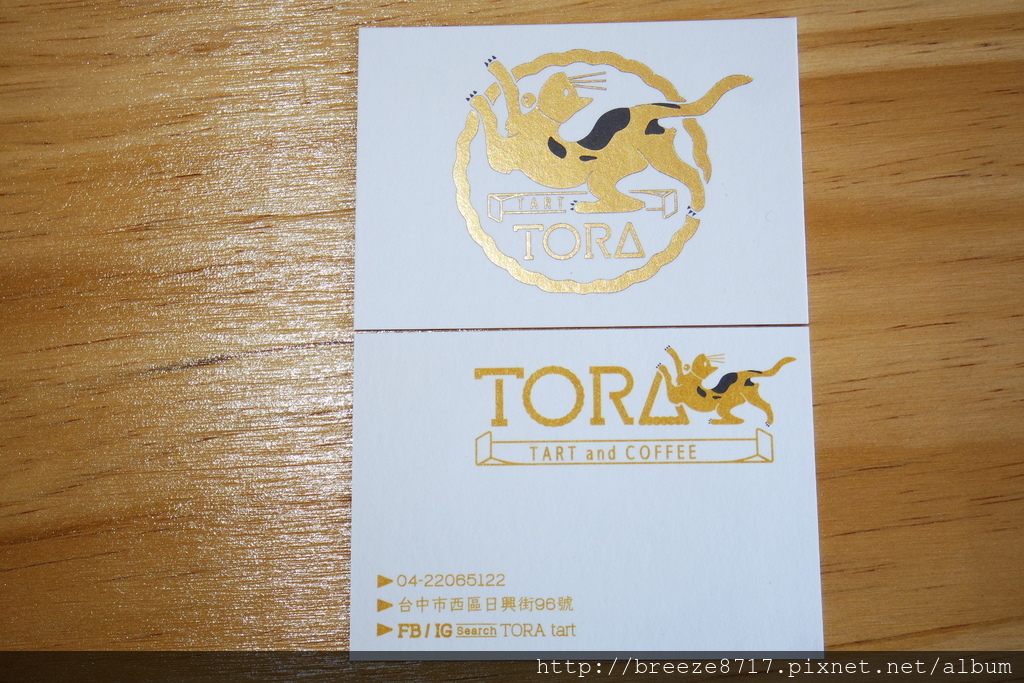 TART
TORA
TORA
TART and COFFEE
▶04-22065122
▶台中市西區日興街96號
▶FB / IG Search TORA tart
http://breeze8717.pixnet.net/album